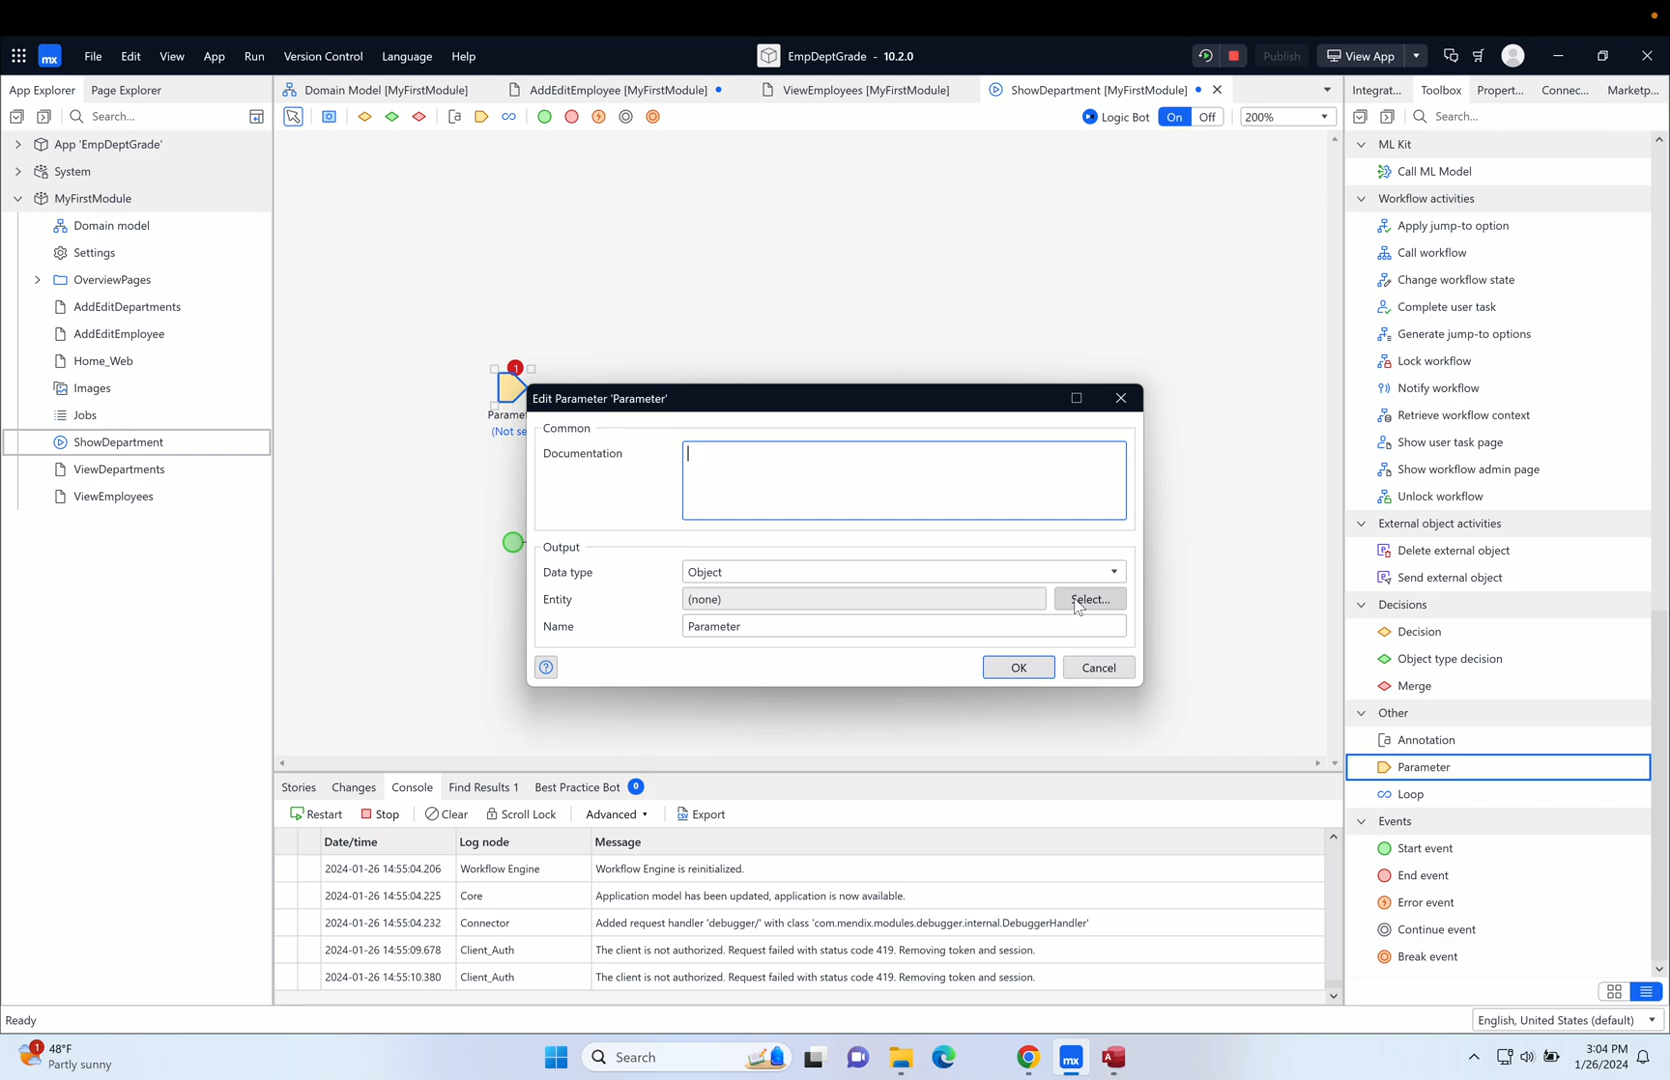 mx File Edit View App Run Version Control Language Help EmpDeptGrade - 10.2.0 Publish View App
App Explorer Page Explorer Domain Model [MyFirstModule] AddEditEmployee [MyFirstModule] ViewEmployees [MyFirstModule] ShowDepartment [MyFirstModule] Integrat... Toolbox Propert... Connec... Marketp...
Search... Logic Bot On Off 200% Search...
App 'EmpDeptGrade'
System
MyFirstModule
Domain model
Settings
OverviewPages
AddEditDepartments
AddEditEmployee
Home_Web
Images
Jobs
ShowDepartment
ViewDepartments
ViewEmployees
1
Paramet
(Not se
Edit Parameter 'Parameter'
Common
Documentation
Output
Data type Object
Entity (none) Select...
Name Parameter
OK Cancel
ML Kit
Call ML Model
Workflow activities
Apply jump-to option
Call workflow
Change workflow state
Complete user task
Generate jump-to options
Lock workflow
Notify workflow
Retrieve workflow context
Show user task page
Show workflow admin page
Unlock workflow
External object activities
Delete external object
Send external object
Decisions
Decision
Object type decision
Merge
Other
Annotation
Parameter
Loop
Events
Start event
End event
Error event
Continue event
Break event
Stories Changes Console Find Results 1 Best Practice Bot 0
Restart Stop Clear Scroll Lock Advanced Export
Date/time Log node Message
2024-01-26 14:55:04.206 Workflow Engine Workflow Engine is reinitialized.
2024-01-26 14:55:04.225 Core Application model has been updated, application is now available.
2024-01-26 14:55:04.232 Connector Added request handler 'debugger/' with class 'com.mendix.modules.debugger.internal.DebuggerHandler'
2024-01-26 14:55:09.678 Client_Auth The client is not authorized. Request failed with status code 419. Removing token and session.
2024-01-26 14:55:10.380 Client_Auth The client is not authorized. Request failed with status code 419. Removing token and session.
Ready English, United States (default)
1 48°F
Partly sunny
Search
mx
3:04 PM
1/26/2024